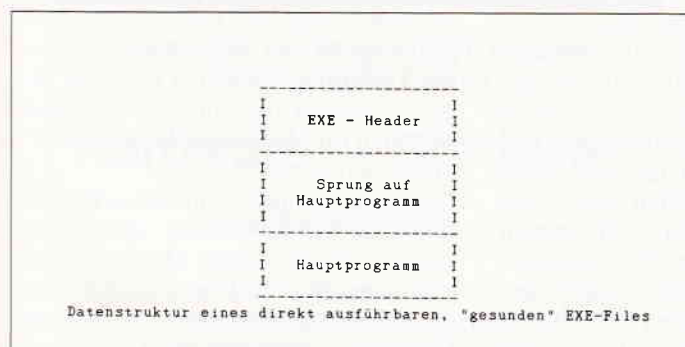 EXE - Header
Sprung auf
Hauptprogramm
Hauptprogramm
Datenstruktur eines direkt ausführbaren, "gesunden" EXE-Files